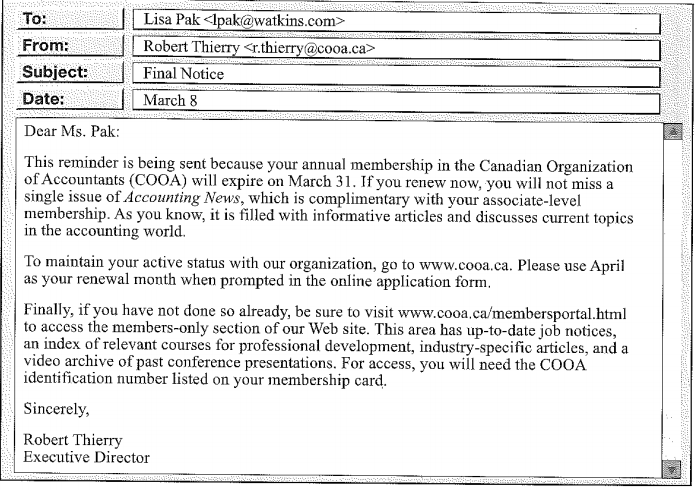 To: Lisa Pak <lpak@watkins.com>
From: Robert Thierry <r.thierry@cooa.ca>
Subject: Final Notice
Date: March 8
Dear Ms. Pak:
This reminder is being sent because your annual membership in the Canadian Organization
of Accountants (COOA) will expire on March 31. If you renew now, you will not miss a
single issue of Accounting News, which is complimentary with your associate-level
membership. As you know, it is filled with informative articles and discusses current topics
in the accounting world.
To maintain your active status with our organization, go to www.cooa.ca. Please use April
as your renewal month when prompted in the online application form.
Finally, if you have not done so already, be sure to visit www.cooa.ca/membersportal.html
to access the members-only section of our Web site. This area has up-to-date job notices,
an index of relevant courses for professional development, industry-specific articles, and a
video archive of past conference presentations. For access, you will need the COOA
identification number listed on your membership card.
Sincerely,
Robert Thierry
Executive Director